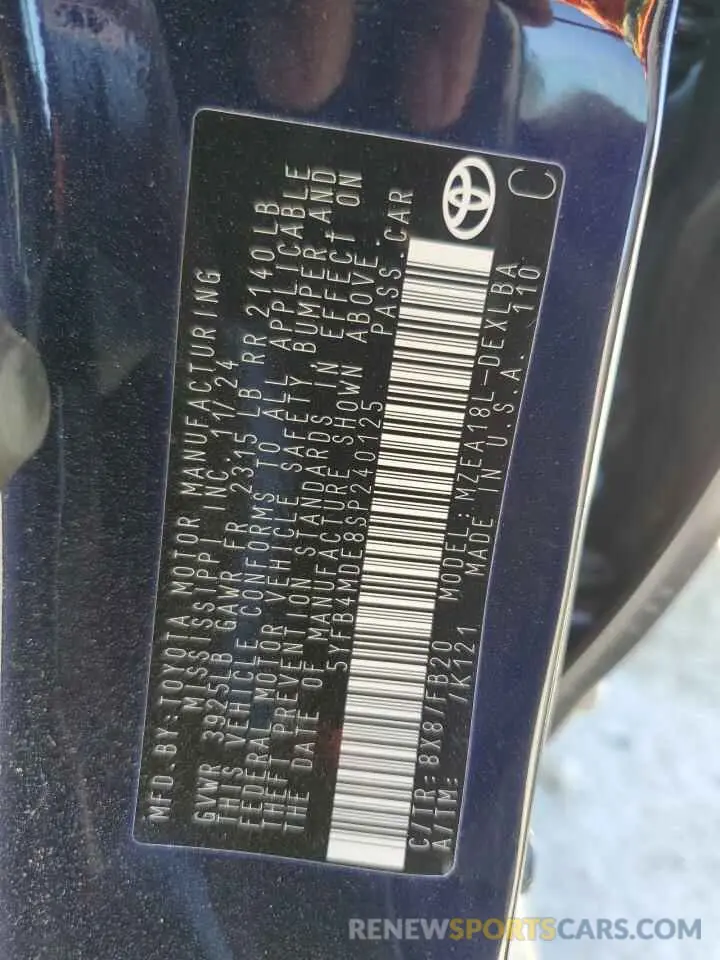 MFD.BY:TOYOTA MOTOR MANUFACTURING
MISSISSIPPI INC.11/24
GVWR 3925LB GAWR FR 2315 LB RR 2140LB
THIS VEHICLE CONFORMS TO ALL APPLICABLE
FEDERAL MOTOR VEHICLE SAFETY BUMPER AND
THEFT PREVENTION STANDARDS IN EFFECT ON
THE DATE OF MANUFACTURE SHOWN ABOVE.
5YFB4MDE8SP240125 PASS.CAR
C/TR:8X8/FB20 MODEL:MZEA18L-DEXLBA
A/TM: /K121 MADE IN U.S.A. 110
C
RENEWSPORTSCARS.COM